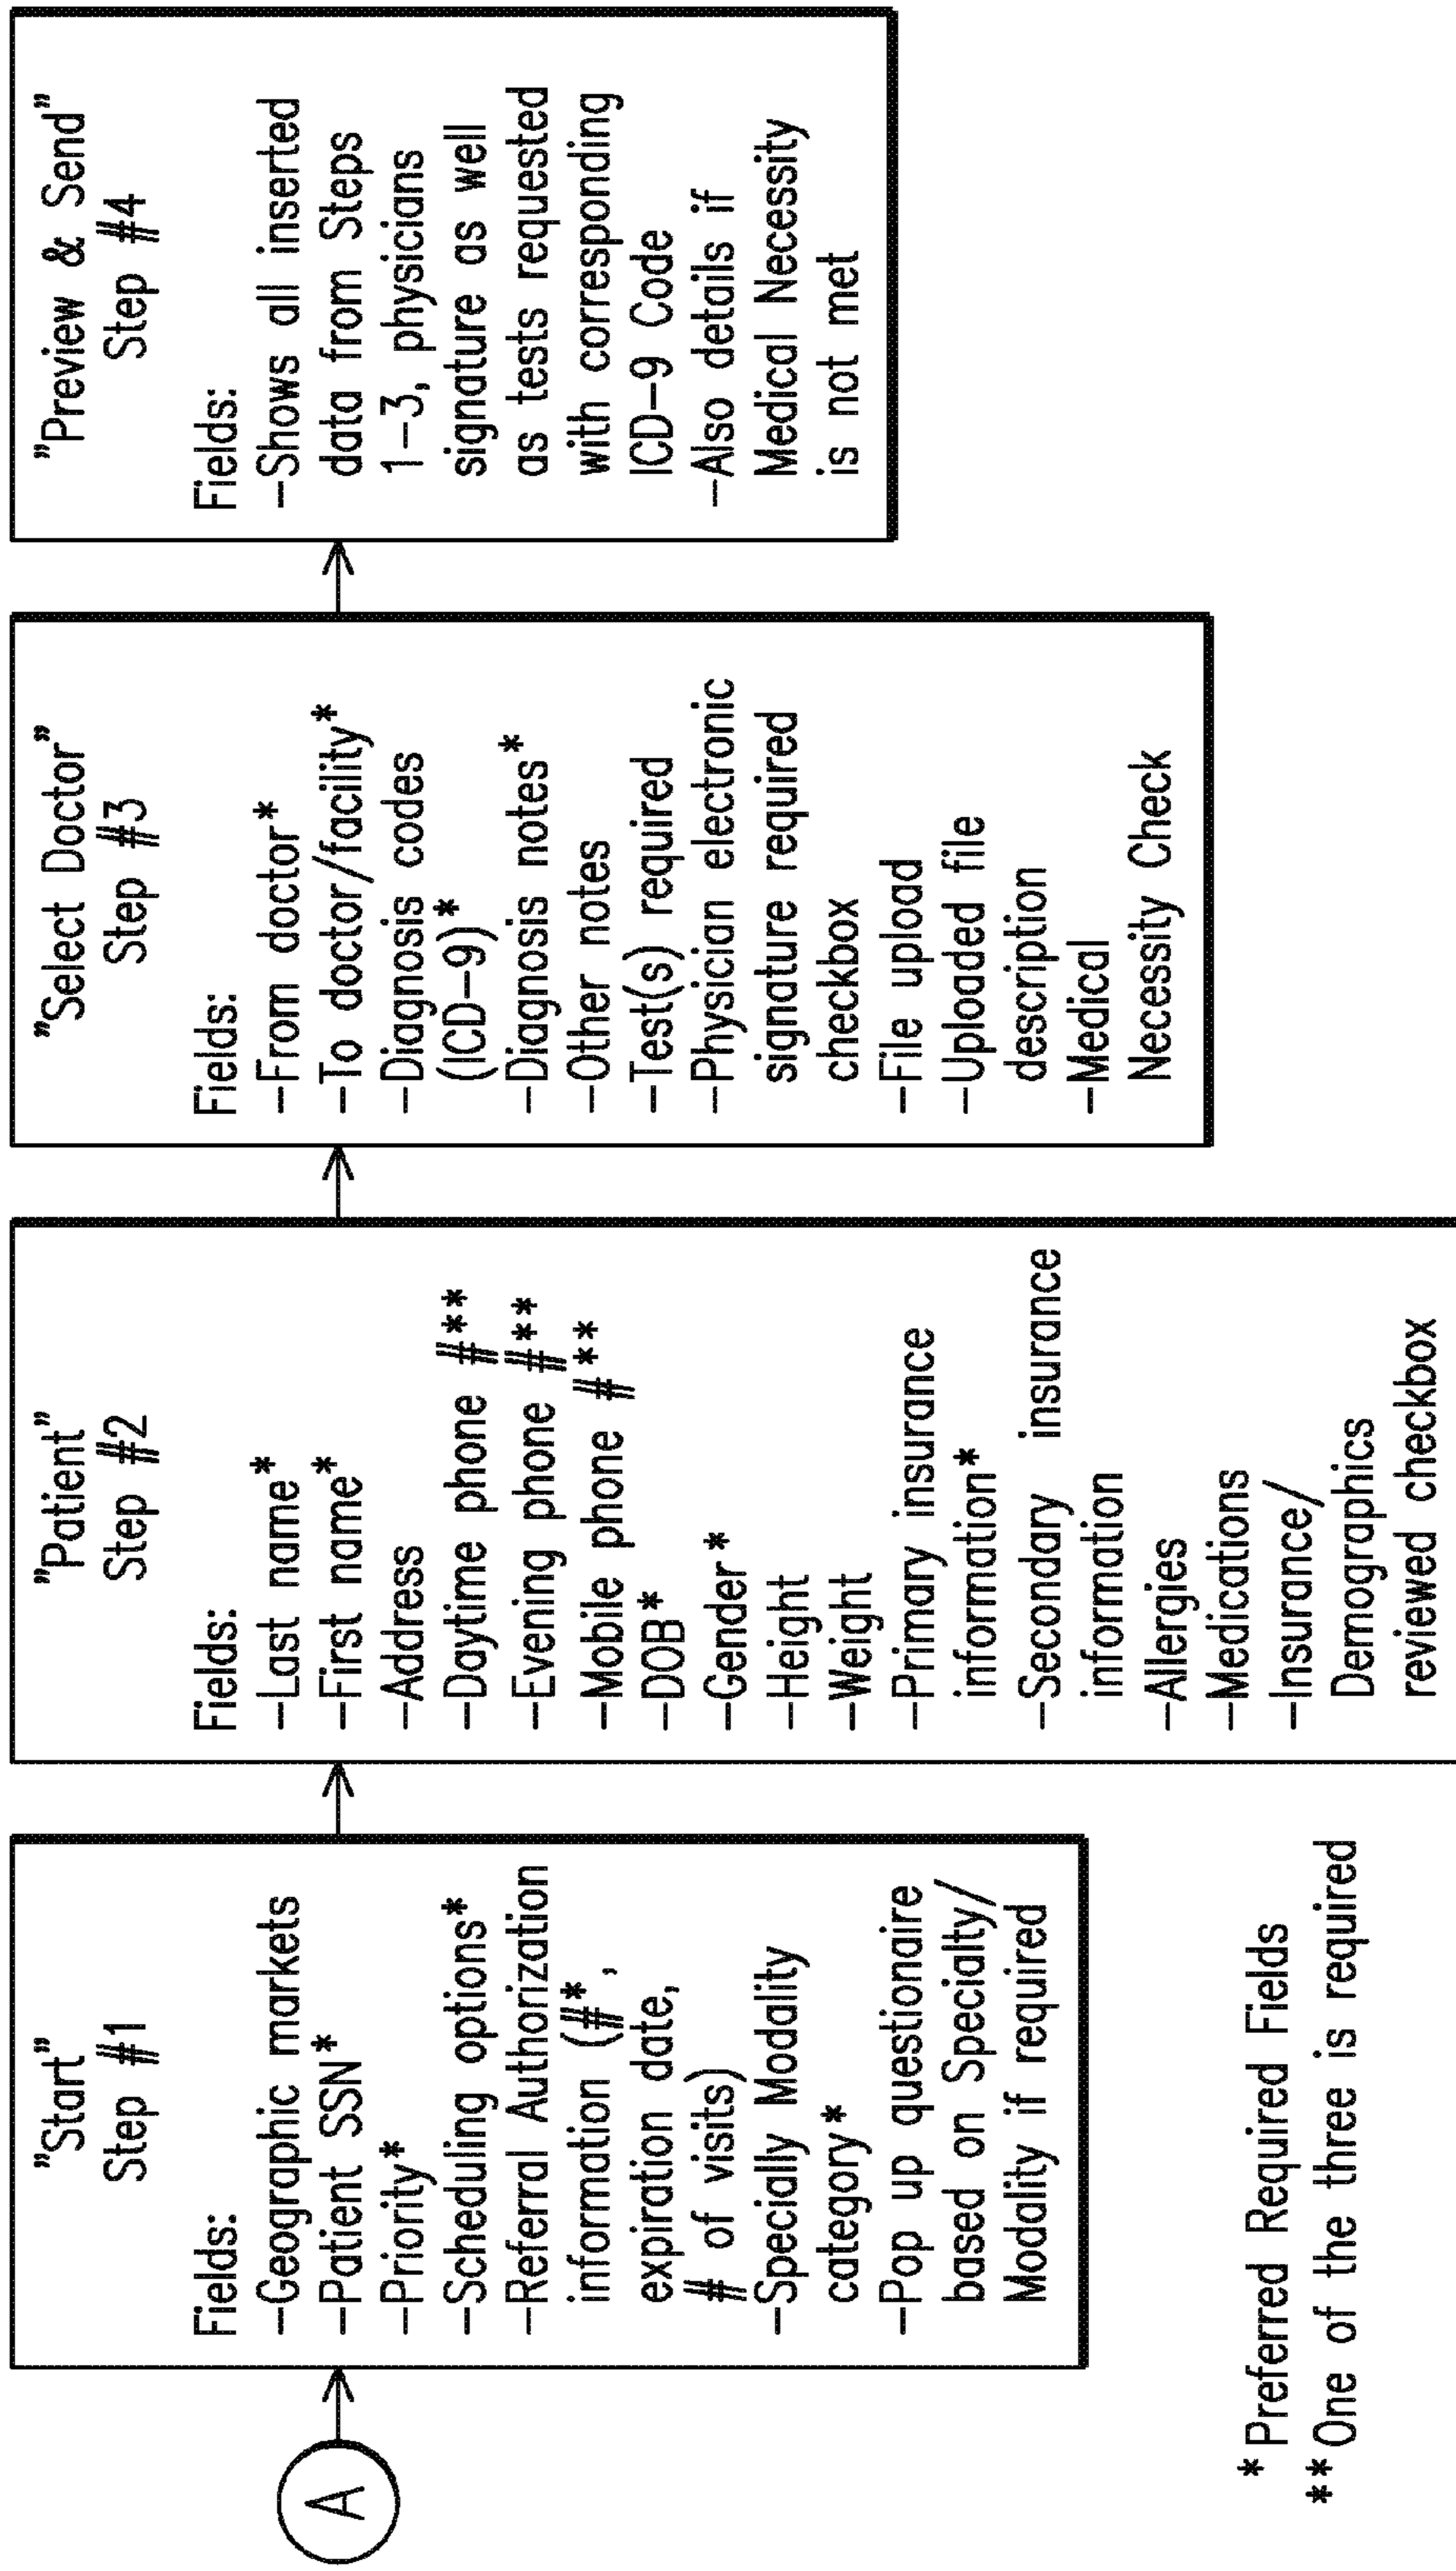 A
"Start"
Step #1
Fields:
-Geographic markets
-Patient SSN*
-Priority*
-Scheduling options*
-Referral Authorization
information (#*,
expiration date,
# of visits)
-Specially Modality
category*
-Pop up questionaire
based on Specialty/
Modality if required
"Patient"
Step #2
Fields:
-Last name*
-First name*
-Address
-Daytime phone #**
-Evening phone #**
-Mobile phone #**
-DOB*
-Gender*
-Height
-Weight
-Primary insurance
information*
-Secondary insurance
information
-Allergies
-Medications
-Insurance/
Demographics
reviewed checkbox
"Select Doctor"
Step #3
Fields:
-From doctor*
-To doctor/facility*
-Diagnosis codes
(ICD-9)*
-Diagnosis notes*
-Other notes
-Test(s) required
-Physician electronic
signature required
checkbox
-File upload
-Uploaded file
description
-Medical
Necessity Check
"Preview & Send"
Step #4
Fields:
-Shows all inserted
data from Steps
1-3, physicians
signature as well
as tests requested
with corresponding
ICD-9 Code
-Also details if
Medical Necessity
is not met
* Preferred Required Fields
** One of the three is required